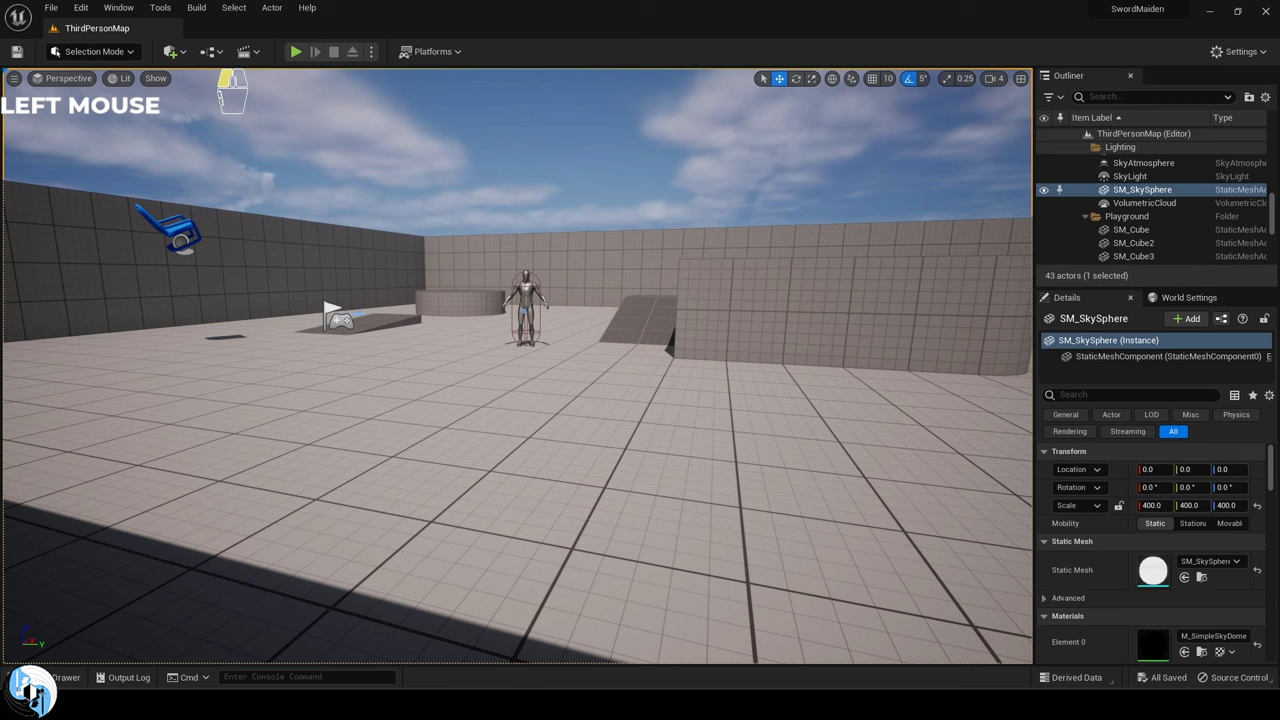 File Edit Window Tools Build Select Actor Help
SwordMaiden
ThirdPersonMap
Selection Mode
Platforms
Settings
Perspective Lit Show
10 5° 0.25 4
LEFT MOUSE
Outliner
Search...
Item Label Type
ThirdPersonMap (Editor)
Lighting
SkyAtmosphere SkyAtmosphe
SkyLight SkyLight
SM_SkySphere StaticMeshAc
VolumetricCloud VolumetricClo
Playground Folder
SM_Cube StaticMeshAc
SM_Cube2 StaticMeshAc
SM_Cube3 StaticMeshAc
43 actors (1 selected)
Details World Settings
SM_SkySphere + Add
SM_SkySphere (Instance)
StaticMeshComponent (StaticMeshComponent0) E
Search
General Actor LOD Misc Physics
Rendering Streaming All
Transform
Location 0.0 0.0 0.0
Rotation 0.0 ° 0.0 ° 0.0 °
Scale 400.0 400.0 400.0
Mobility Static Station Movabl
Static Mesh
Static Mesh SM_SkySphere
Advanced
Materials
Element 0 M_SimpleSkyDome
Drawer Output Log Cmd Enter Console Command
Derived Data All Saved Source Control